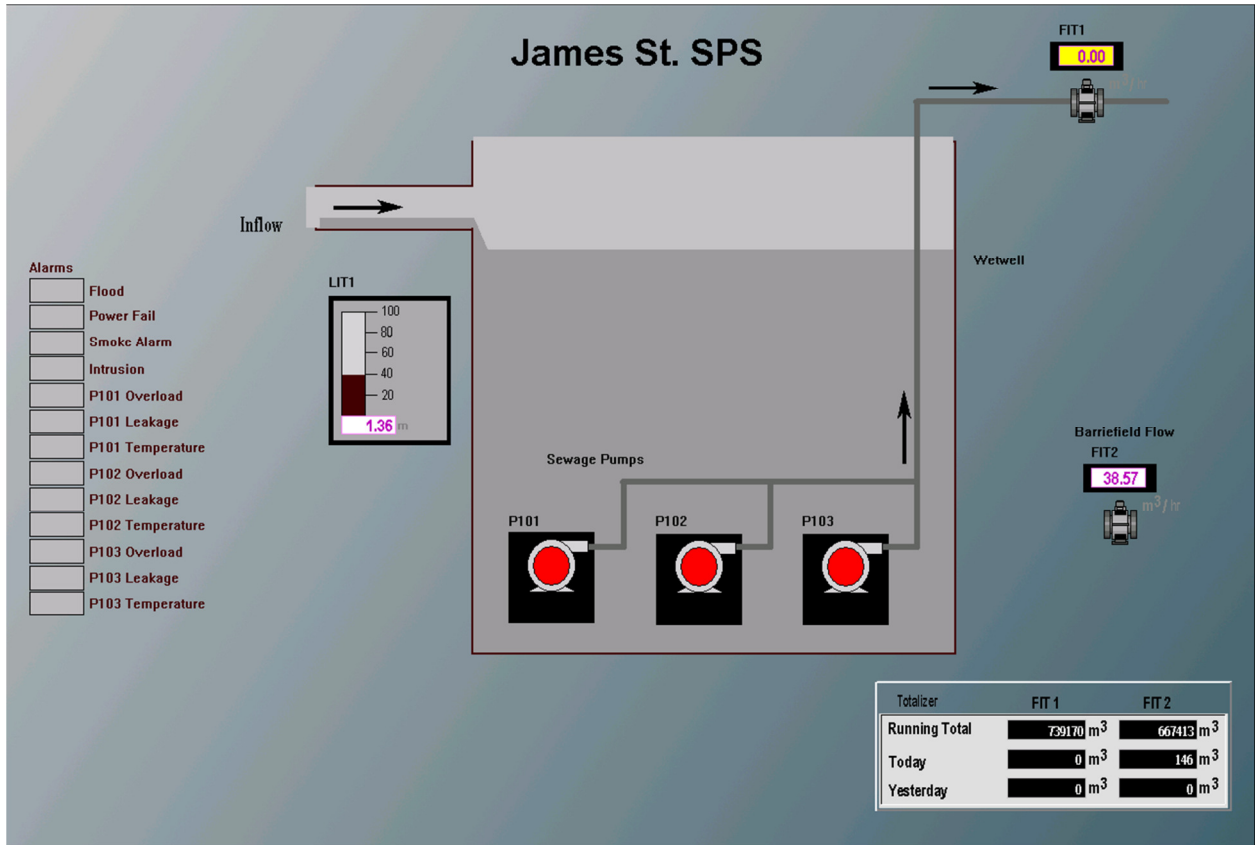 James St. SPS
FIT1
0.00
m³/hr
Inflow
Wetwell
Alarms
Flood
Power Fail
Smoke Alarm
Intrusion
P101 Overload
P101 Leakage
P101 Temperature
P102 Overload
P102 Leakage
P102 Temperature
P103 Overload
P103 Leakage
P103 Temperature
LIT1
100
80
60
40
20
1.36 m
Sewage Pumps
P101
P102
P103
Barriefield Flow
FIT2
38.57
m³/hr
Totalizer FIT 1 FIT 2
Running Total 739170 m³ 667413 m³
Today 0 m³ 146 m³
Yesterday 0 m³ 0 m³